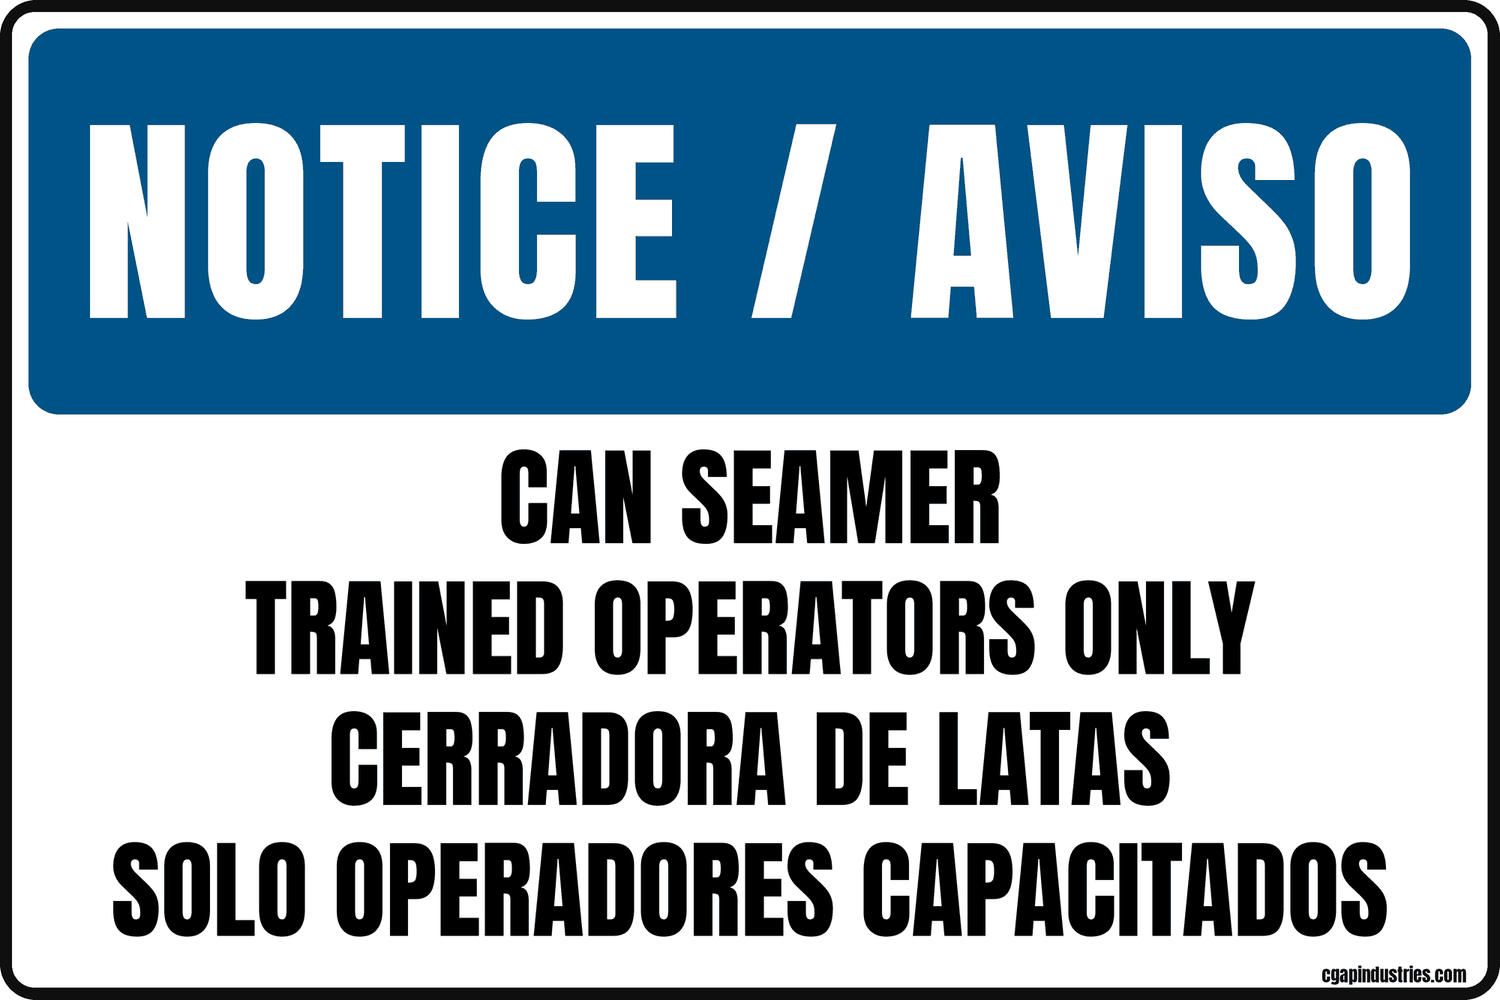 NOTICE / AVISO
CAN SEAMER
TRAINED OPERATORS ONLY
CERRADORA DE LATAS
SOLO OPERADORES CAPACITADOS
cgapindustries.com